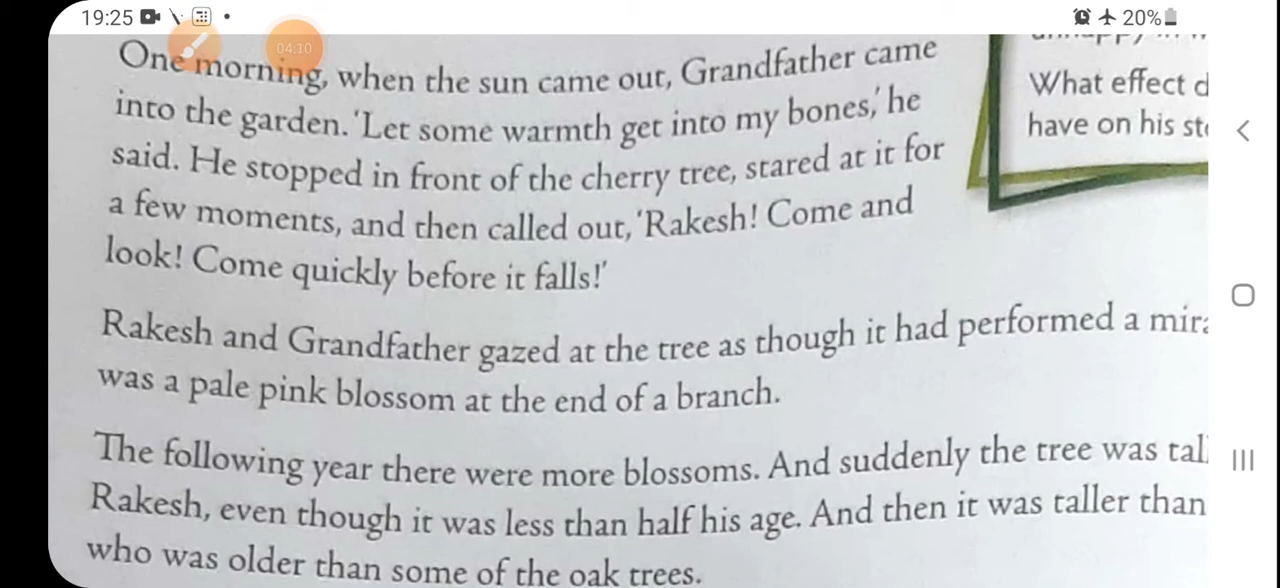 19:25
20%
04:10
One morning, when the sun came out, Grandfather came
into the garden. 'Let some warmth get into my bones,' he
said. He stopped in front of the cherry tree, stared at it for
a few moments, and then called out, 'Rakesh! Come and
look! Come quickly before it falls!'
Rakesh and Grandfather gazed at the tree as though it had performed a
was a pale pink blossom at the end of a branch.
The following year there were more blossoms. And suddenly the tree was
Rakesh, even though it was less than half his age. And then it was taller than
who was older than some of the oak trees.
What effect
have on his